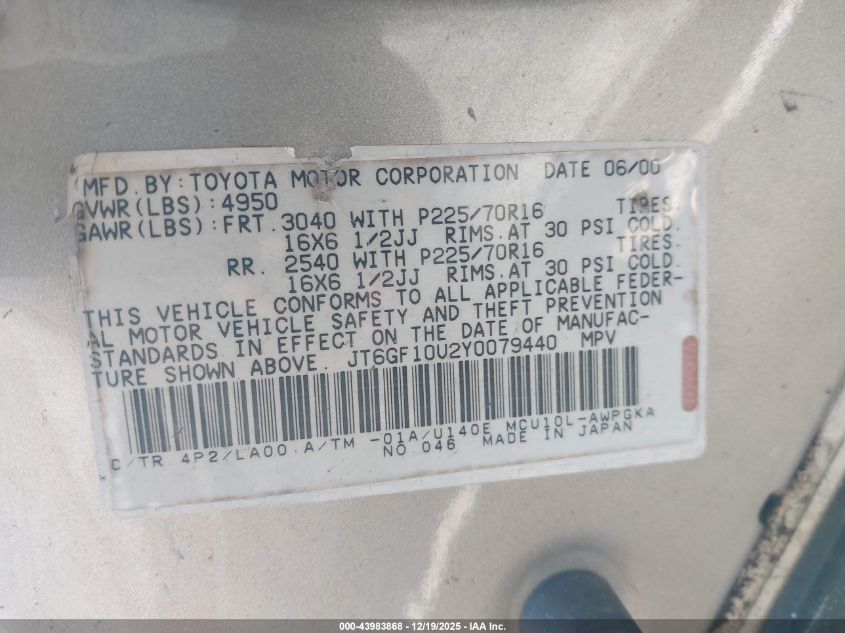 MFD. BY: TOYOTA MOTOR CORPORATION DATE 06/00
GVWR(LBS):4950
GAWR(LBS):FRT. 3040 WITH P225/70R16 TIRES.
16X6 1/2JJ RIMS.AT 30 PSI COLD.
RR. 2540 WITH P225/70R16 TIRES.
16X6 1/2JJ RIMS.AT 30 PSI COLD.
THIS VEHICLE CONFORMS TO ALL APPLICABLE FEDER-
AL MOTOR VEHICLE SAFETY AND THEFT PREVENTION
STANDARDS IN EFFECT ON THE DATE OF MANUFAC-
TURE SHOWN ABOVE. JT6GF10U2Y0079440 MPV
C/TR 4P2/LA00 A/TM -01A/U140E MCU10L-AWPGKA
NO.046 MADE IN JAPAN
000-43983868 - 12/19/2025 - IAA Inc.